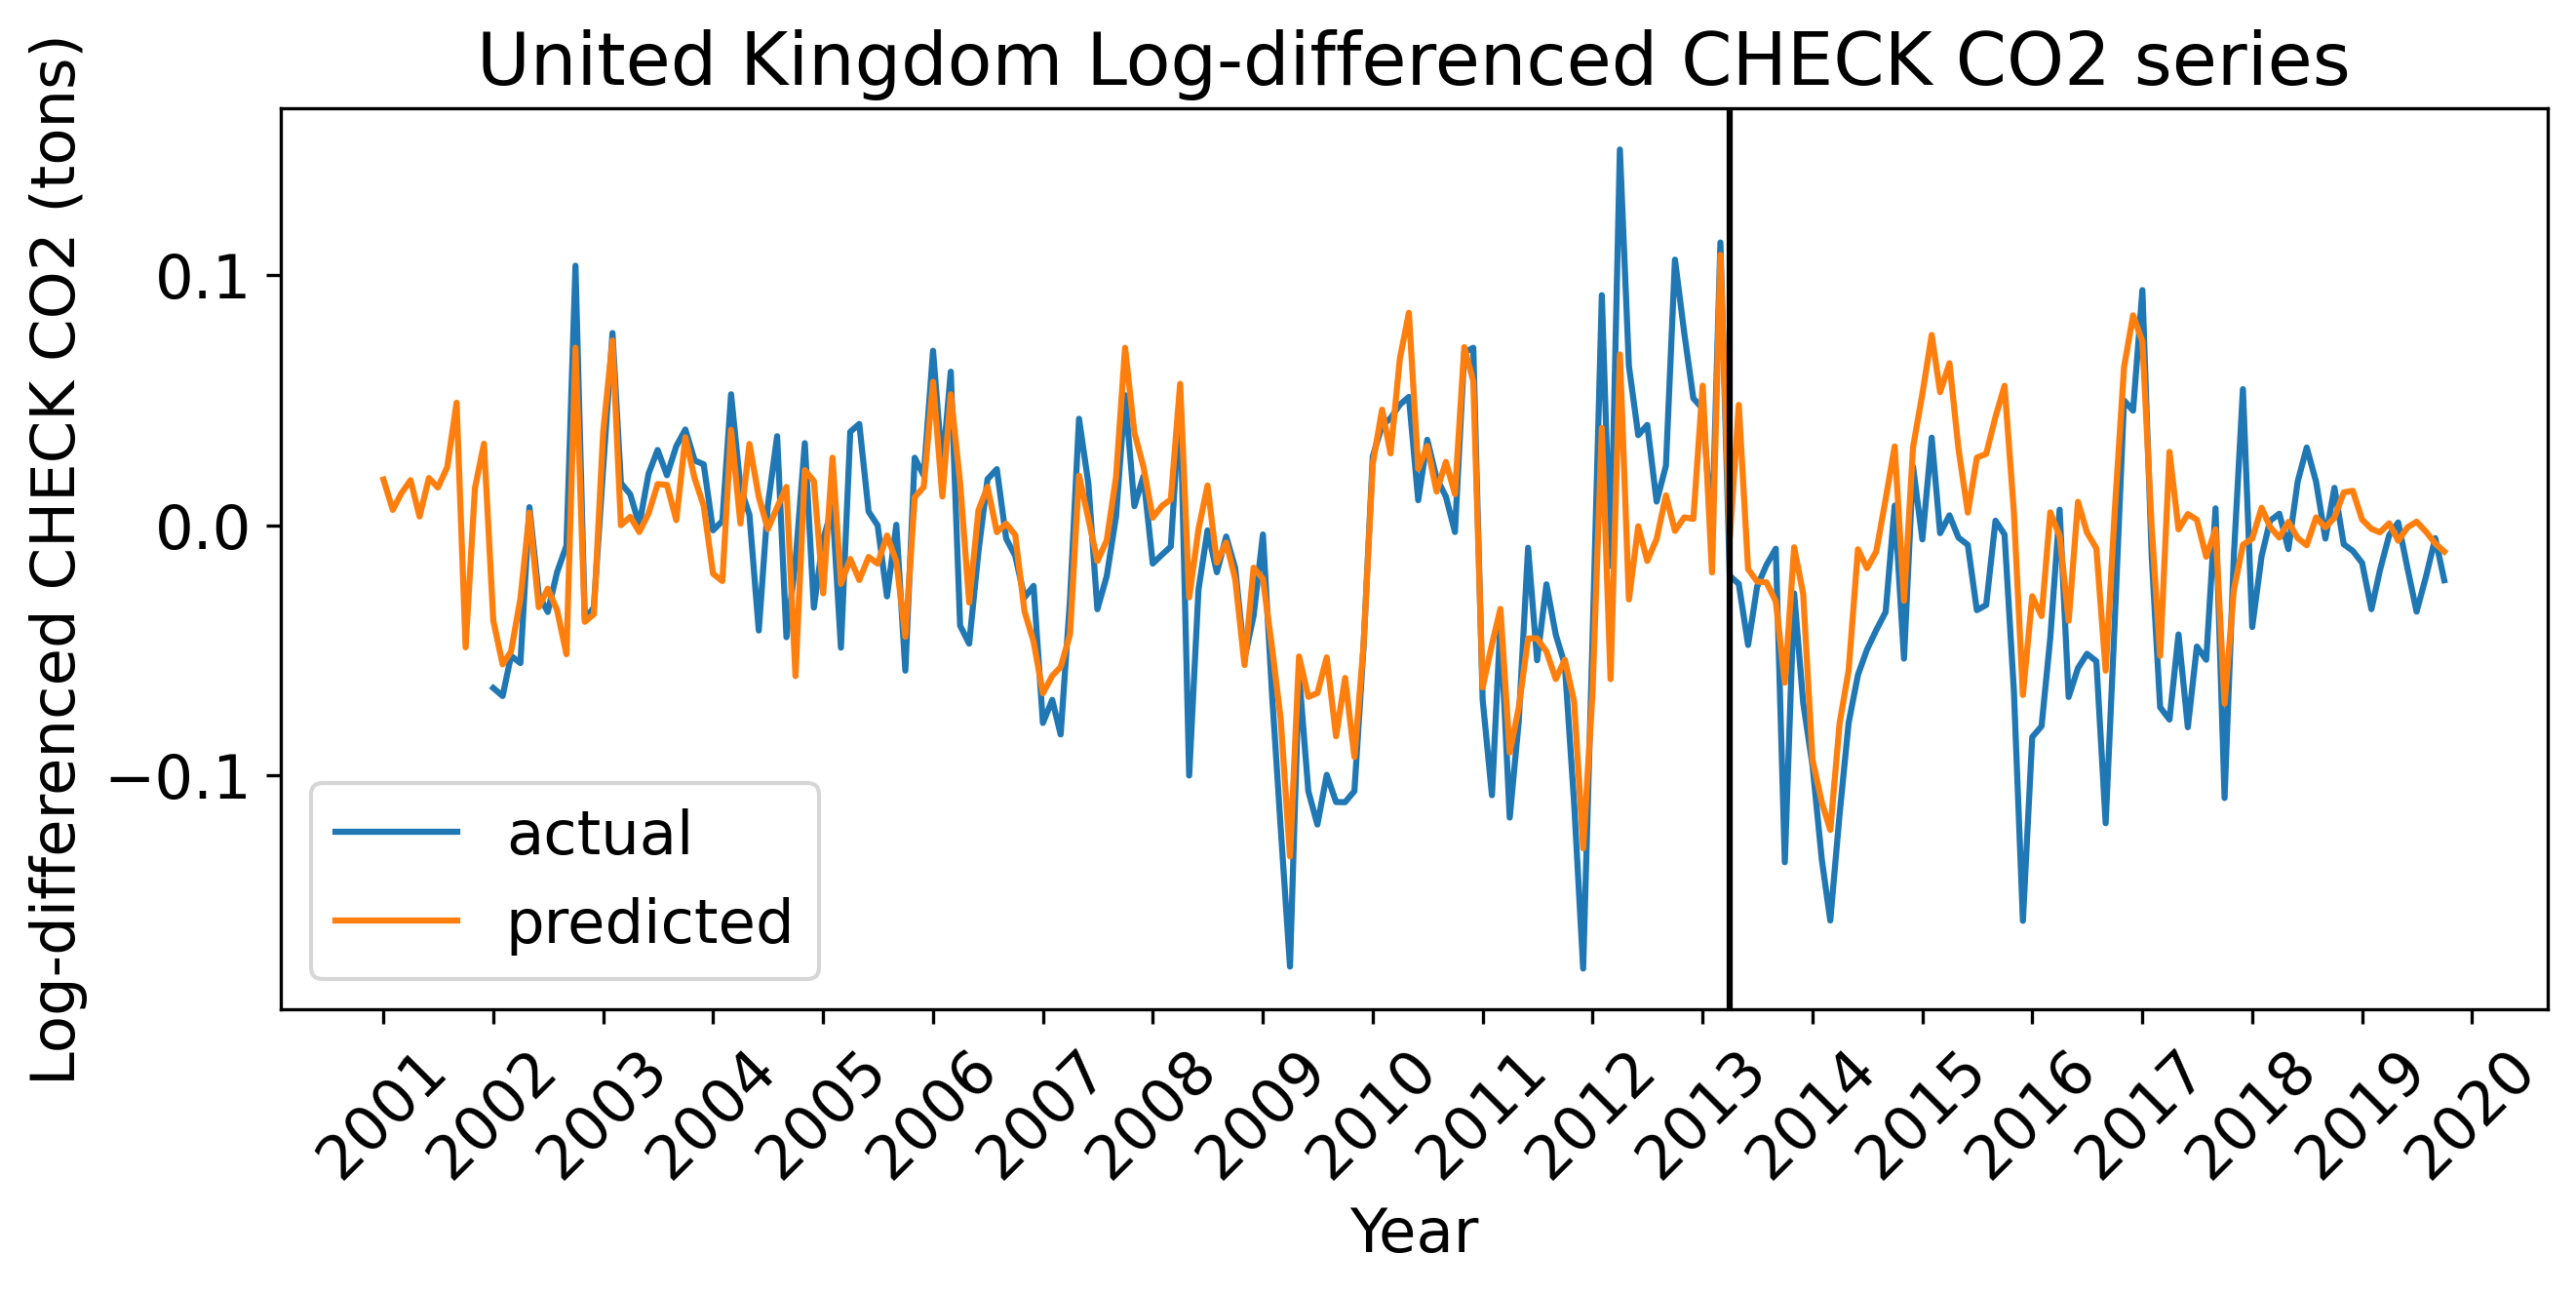 United Kingdom Log-differenced CHECK CO2 series
Log-differenced CHECK CO2 (tons)
0.1
0.0
−0.1
actual
predicted
2001 2002 2003 2004 2005 2006 2007 2008 2009 2010 2011 2012 2013 2014 2015 2016 2017 2018 2019 2020
Year